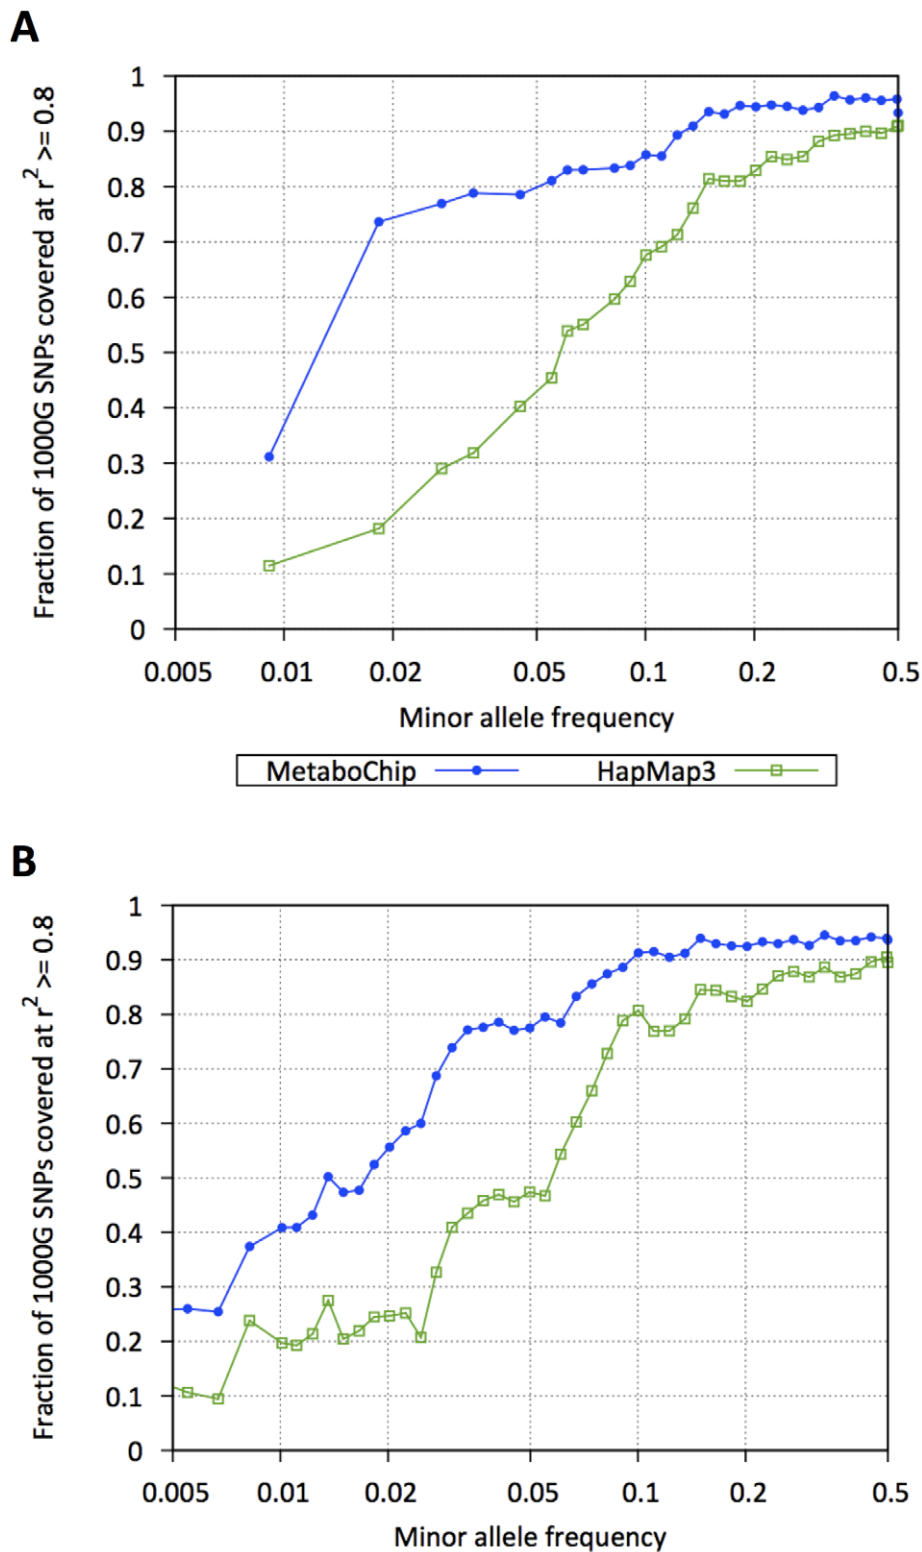 A
Fraction of 1000G SNPs covered at r² >= 0.8
1
0.9
0.8
0.7
0.6
0.5
0.4
0.3
0.2
0.1
0
0.005 0.01 0.02 0.05 0.1 0.2 0.5
Minor allele frequency
MetaboChip HapMap3
B
Fraction of 1000G SNPs covered at r² >= 0.8
1
0.9
0.8
0.7
0.6
0.5
0.4
0.3
0.2
0.1
0
0.005 0.01 0.02 0.05 0.1 0.2 0.5
Minor allele frequency